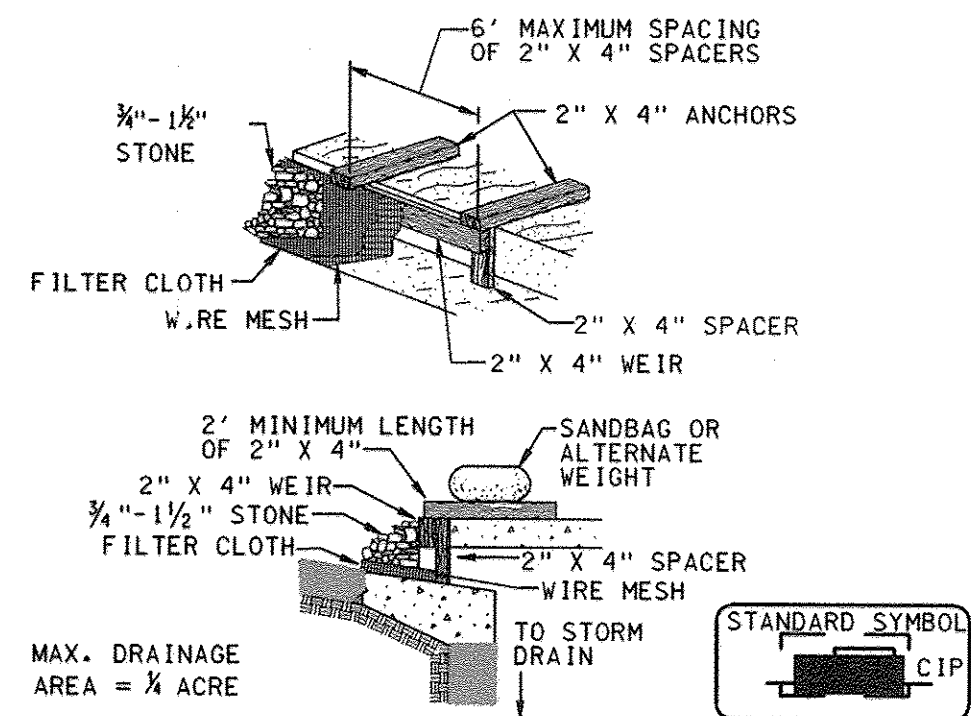 6' MAXIMUM SPACING
OF 2" X 4" SPACERS
¾"-1½"
STONE
2" X 4" ANCHORS
FILTER CLOTH
W.RE MESH
2" X 4" SPACER
2" X 4" WEIR
2' MINIMUM LENGTH
OF 2" X 4"
SANDBAG OR
ALTERNATE
WEIGHT
2" X 4" WEIR
¾"-1½" STONE
FILTER CLOTH
2" X 4" SPACER
WIRE MESH
TO STORM
DRAIN
MAX. DRAINAGE
AREA = ¼ ACRE
STANDARD SYMBOL
CIP